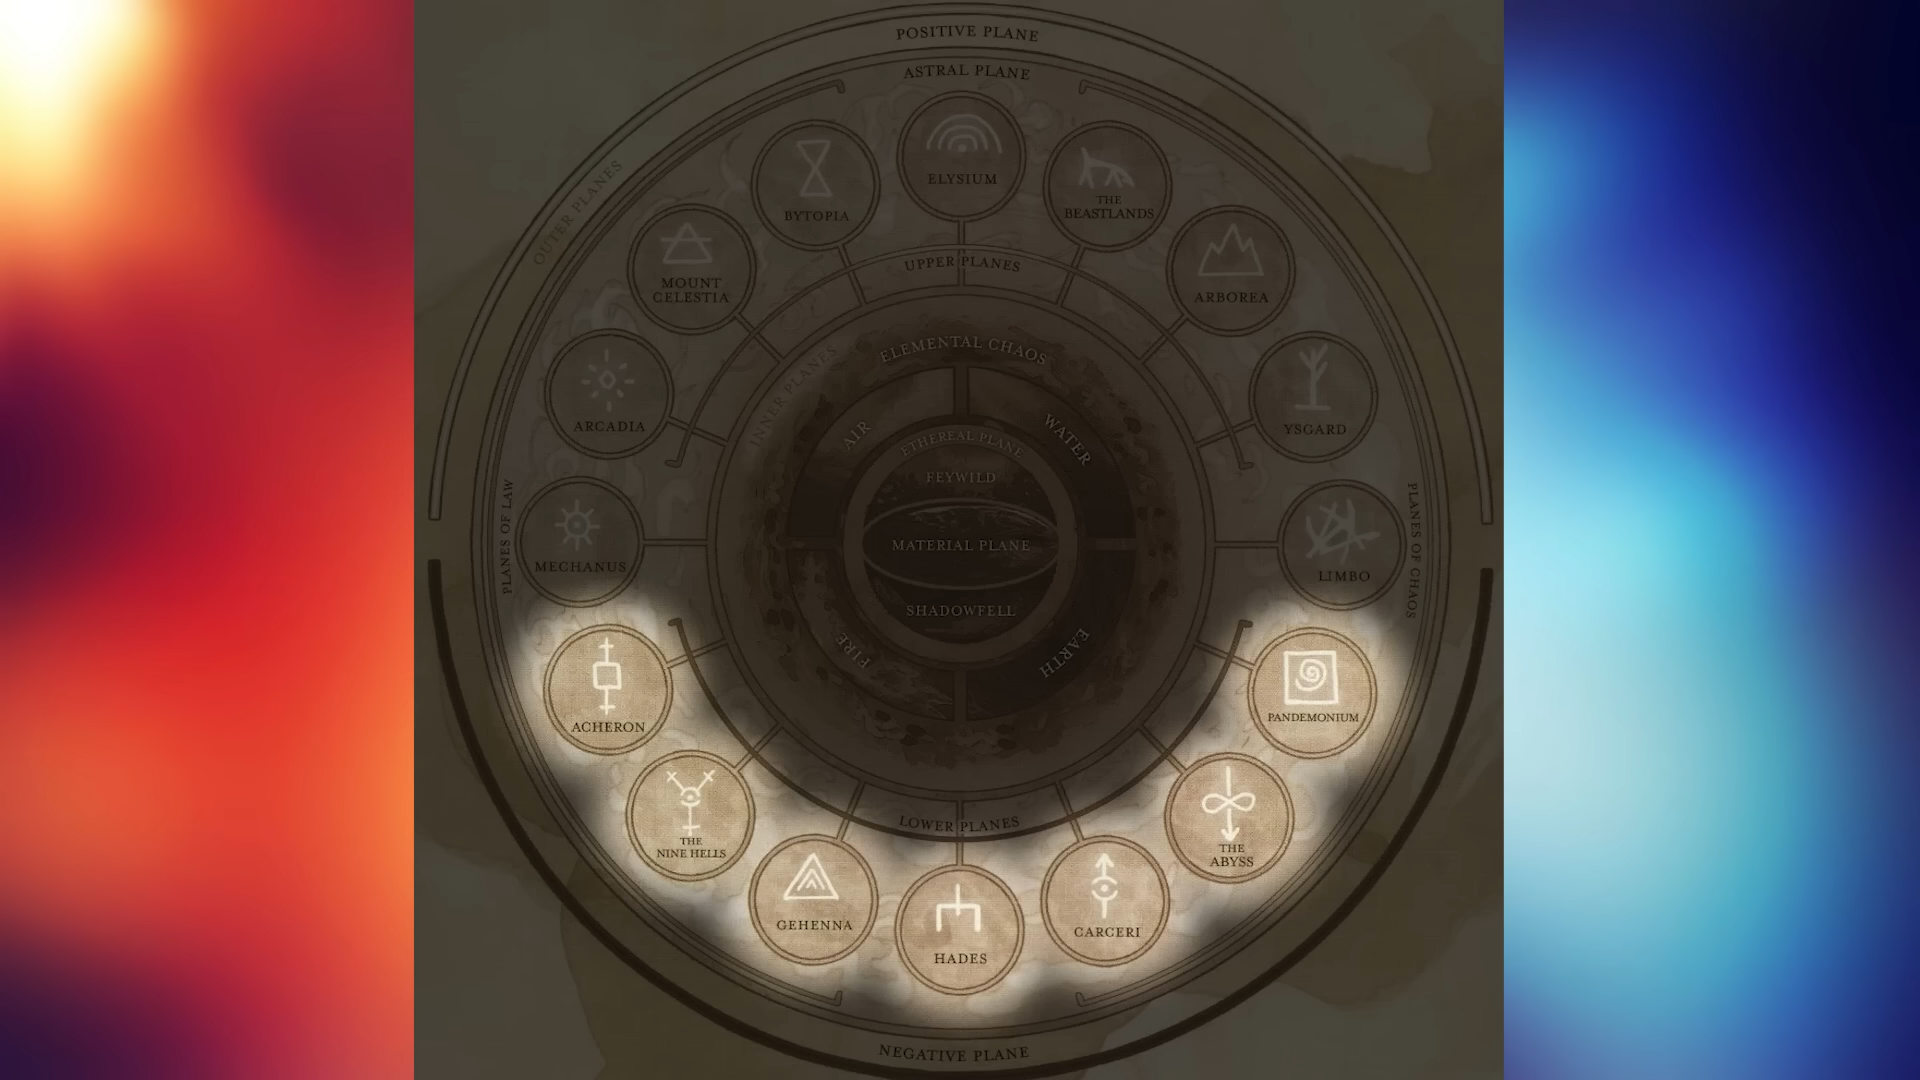 POSITIVE PLANE
ASTRAL PLANE
OUTER PLANES
ELYSIUM
BYTOPIA
THE
BEASTLANDS
MOUNT
CELESTIA
UPPER PLANES
ARBOREA
ELEMENTAL CHAOS
INNER PLANES
ARCADIA
AIR
WATER
YSGARD
ETHEREAL PLANE
FEYWILD
PLANES OF LAW
MECHANUS
MATERIAL PLANE
LIMBO
PLANES OF CHAOS
SHADOWFELL
FIRE
EARTH
ACHERON
PANDEMONIUM
THE
NINE HELLS
LOWER PLANES
THE
ABYSS
GEHENNA
HADES
CARCERI
NEGATIVE PLANE